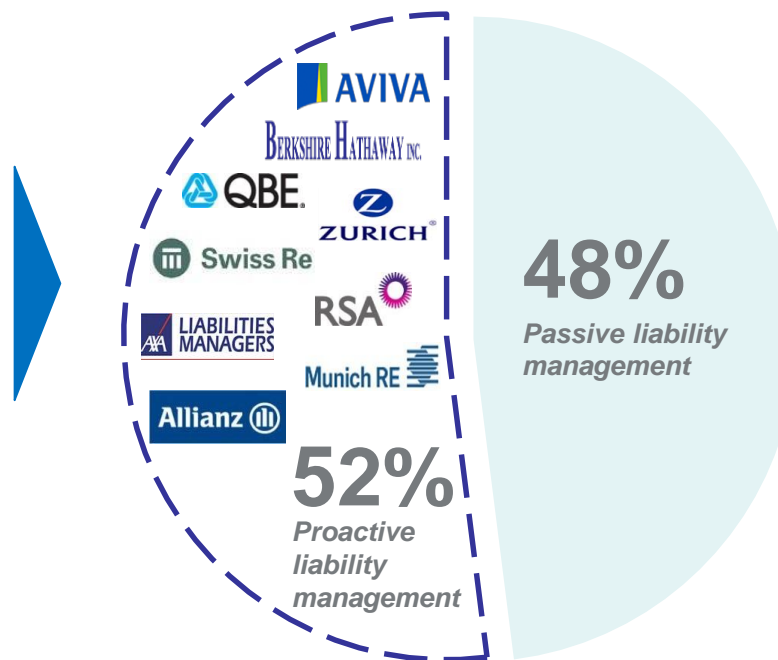 AVIVA
BERKSHIRE HATHAWAY INC.
QBE
ZURICH®
Swiss Re
RSA
AXA
LIABILITIES
MANAGERS
Munich RE
Allianz
52%
Proactive
liability
management
48%
Passive liability
management